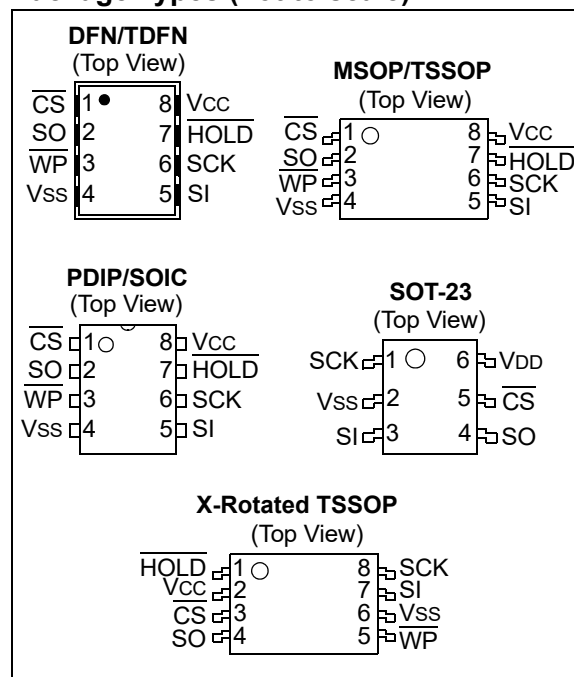 DFN/TDFN
(Top View)
CS 1 8 VCC
SO 2 7 HOLD
WP 3 6 SCK
VSS 4 5 SI
MSOP/TSSOP
(Top View)
CS 1 8 VCC
SO 2 7 HOLD
WP 3 6 SCK
VSS 4 5 SI
PDIP/SOIC
(Top View)
CS 1 8 VCC
SO 2 7 HOLD
WP 3 6 SCK
VSS 4 5 SI
SOT-23
(Top View)
SCK 1 6 VDD
VSS 2 5 CS
SI 3 4 SO
X-Rotated TSSOP
(Top View)
HOLD 1 8 SCK
VCC 2 7 SI
CS 3 6 VSS
SO 4 5 WP